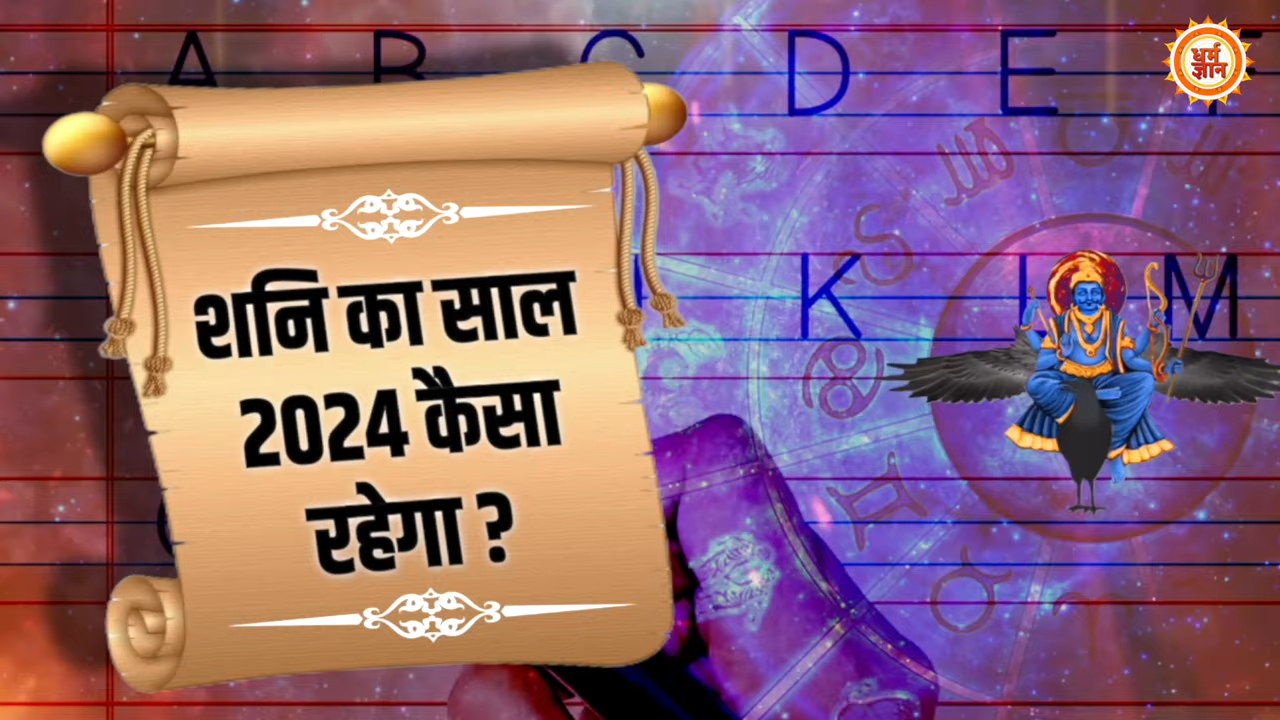 A B C D E F
धर्म
ज्ञान
शनि का साल
2024 कैसा
रहेगा ?
K L M